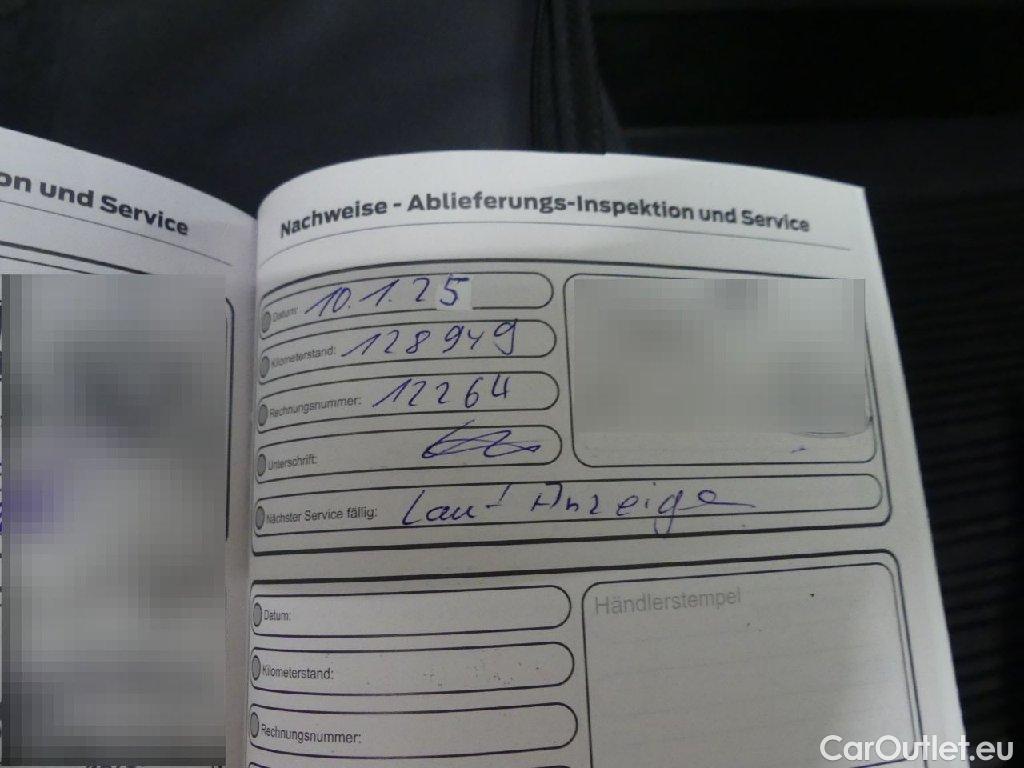 on und Service
Nachweise - Ablieferungs-Inspektion und Service
Datum: 10.1.25
Kilometerstand: 128949
Rechnungsnummer: 12264
Unterschrift:
Nächster Service fällig: Laut Anzeige
Datum:
Händlerstempel
Kilometerstand:
Rechnungsnummer:
CarOutlet.eu